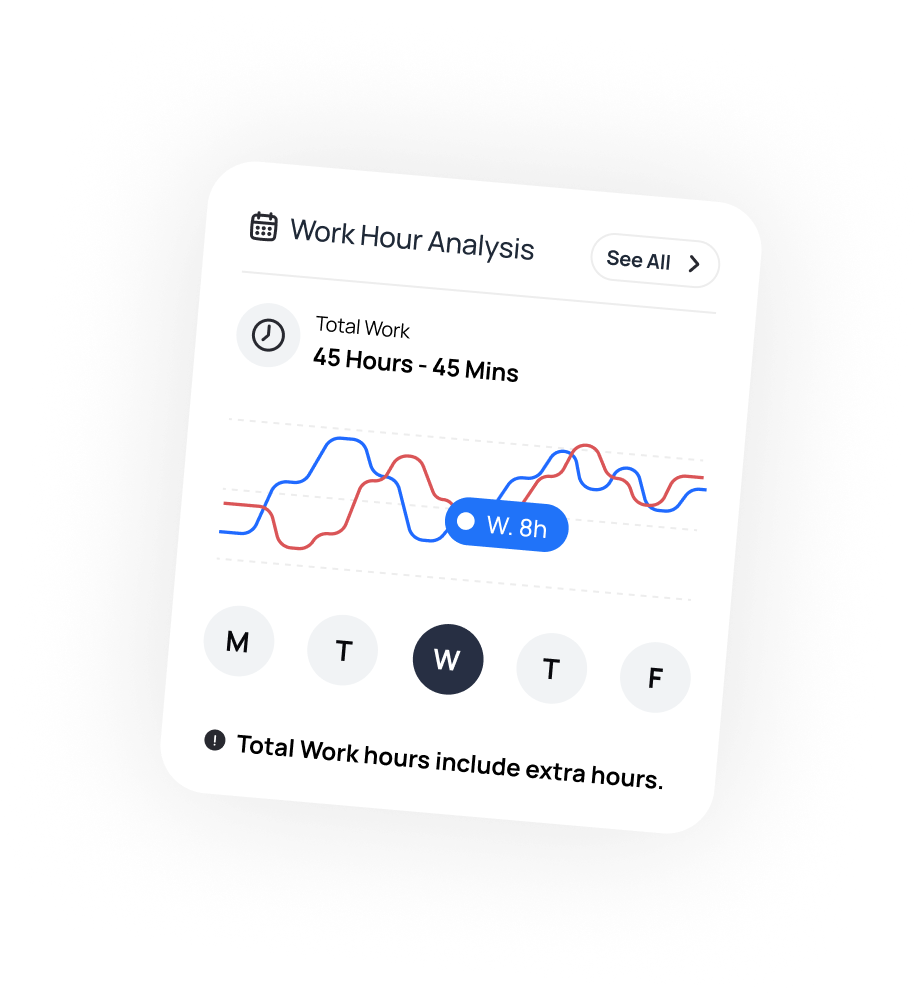 Work Hour Analysis
See All
Total Work
45 Hours - 45 Mins
W. 8h
M T W T F
Total Work hours include extra hours.